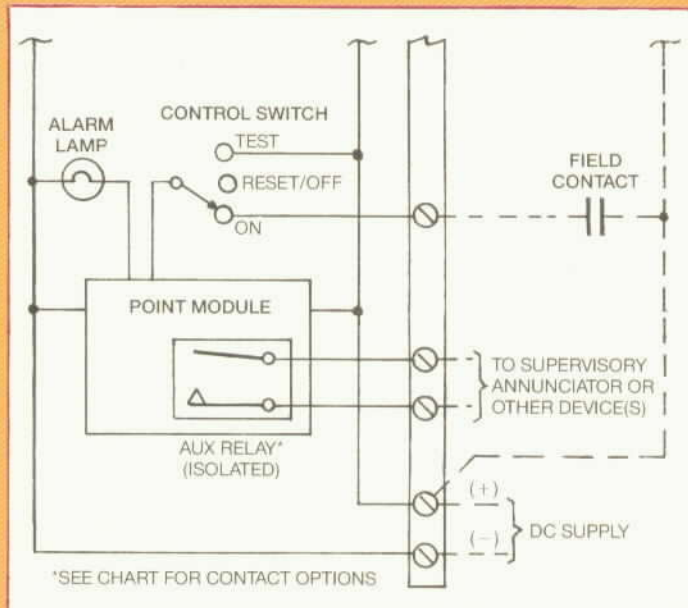 CONTROL SWITCH
ALARM
LAMP
TEST
RESET/OFF
ON
FIELD
CONTACT
POINT MODULE
TO SUPERVISORY
ANNUNCIATOR OR
OTHER DEVICE(S)
AUX RELAY*
(ISOLATED)
(+)
(−)
DC SUPPLY
*SEE CHART FOR CONTACT OPTIONS